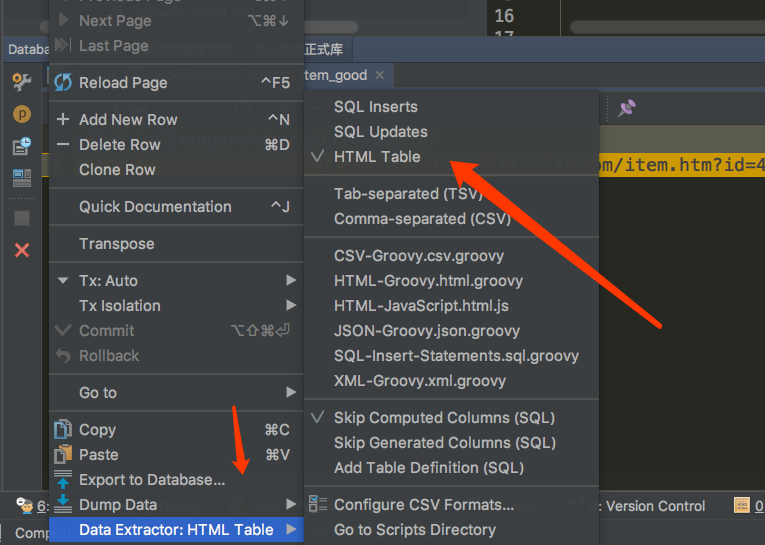 16
17
Next Page ⌥⌘↓
Last Page
Databa
正式库
tem_good ×
Reload Page ^F5
Add New Row ^N
Delete Row ⌘D
Clone Row
Quick Documentation ^J
Transpose
Tx: Auto
Tx Isolation
Commit ⌥⇧⌘⏎
Rollback
Go to
Copy ⌘C
Paste ⌘V
Export to Database...
Dump Data
Data Extractor: HTML Table
SQL Inserts
SQL Updates
HTML Table
Tab-separated (TSV)
Comma-separated (CSV)
CSV-Groovy.csv.groovy
HTML-Groovy.html.groovy
HTML-JavaScript.html.js
JSON-Groovy.json.groovy
SQL-Insert-Statements.sql.groovy
XML-Groovy.xml.groovy
Skip Computed Columns (SQL)
Skip Generated Columns (SQL)
Add Table Definition (SQL)
Configure CSV Formats...
Go to Scripts Directory
om/item.htm?id=4
6:
: Version Control
0
Comp